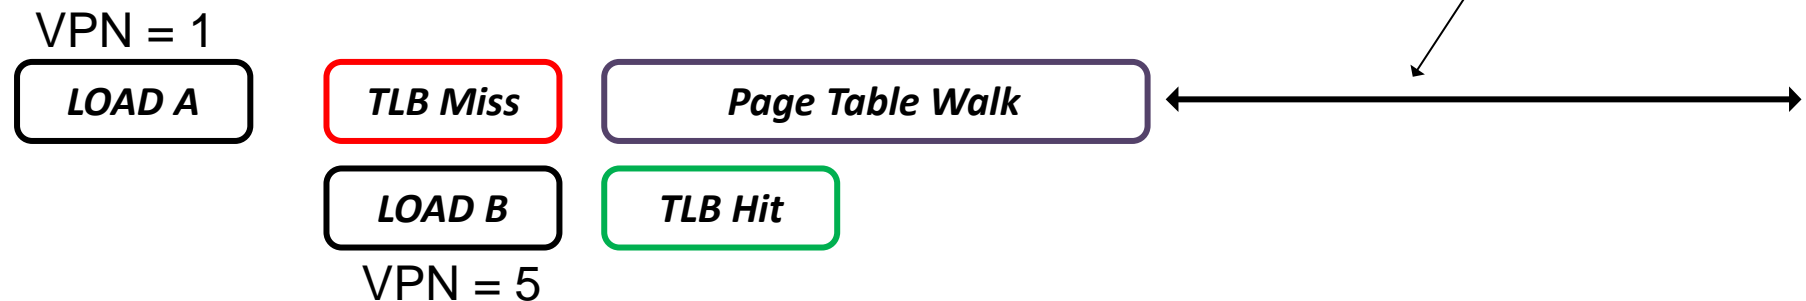 VPN = 1
LOAD A
TLB Miss
Page Table Walk
LOAD B
TLB Hit
VPN = 5